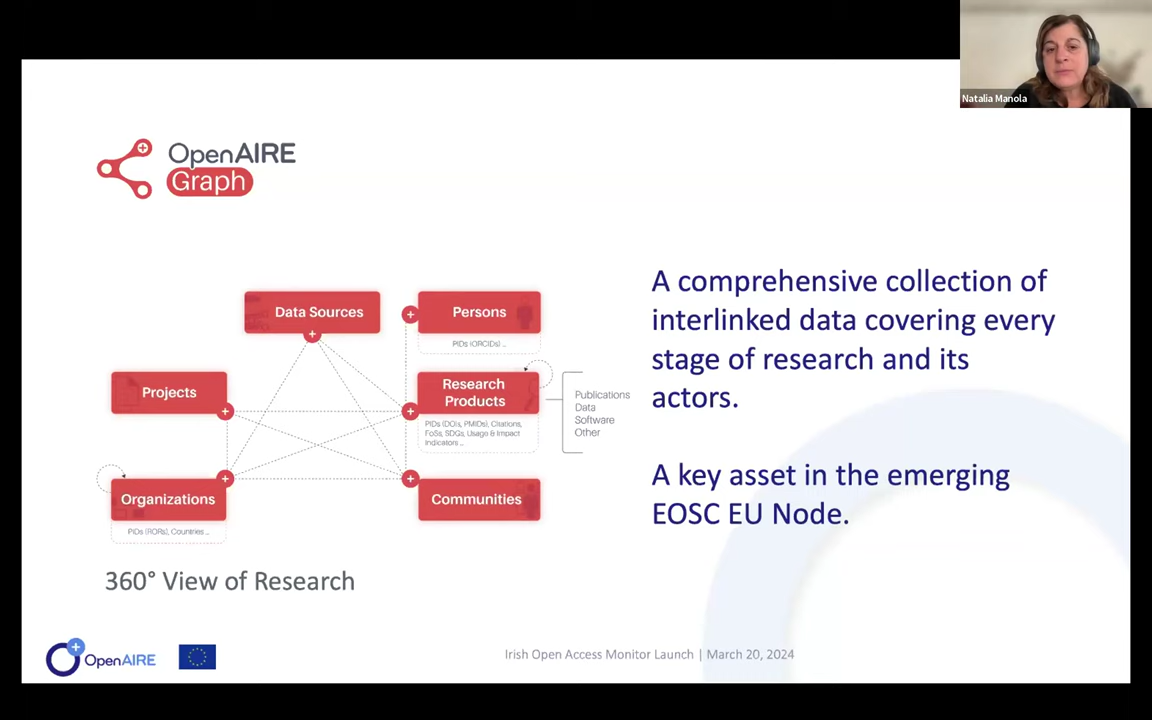 Natalia Manola
OpenAIRE
Graph
Data Sources
Persons
PIDs (ORCIDs) ...
Projects
Research
Products
PIDs (DOIs, PMIDs), Citations,
FoSs, SDGs, Usage & Impact
Indicators ...
Publications
Data
Software
Other
Organizations
PIDs (RORs), Countries ...
Communities
360° View of Research
A comprehensive collection of
interlinked data covering every
stage of research and its
actors.
A key asset in the emerging
EOSC EU Node.
OpenAIRE
Irish Open Access Monitor Launch | March 20, 2024